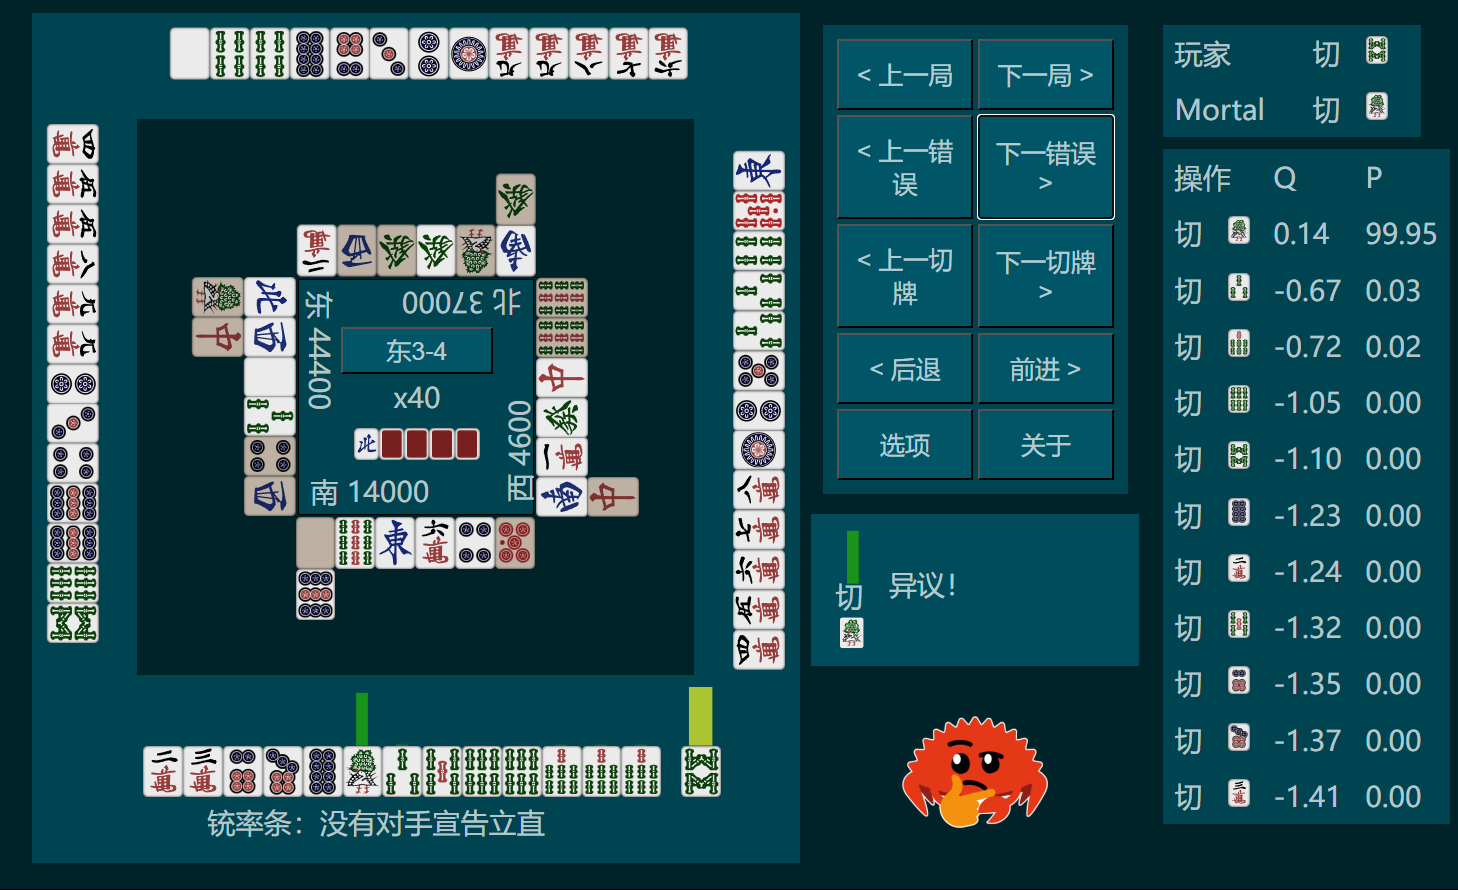 北 37000
东 44400
东3-4
x40
西 4600
南 14000
铳率条：没有对手宣告立直
< 上一局
下一局 >
< 上一错
误
下一错误
>
< 上一切
牌
下一切牌
>
< 后退
前进 >
选项
关于
切
异议！
玩家 切
Mortal 切
操作 Q P
切 0.14 99.95
切 -0.67 0.03
切 -0.72 0.02
切 -1.05 0.00
切 -1.10 0.00
切 -1.23 0.00
切 -1.24 0.00
切 -1.32 0.00
切 -1.35 0.00
切 -1.37 0.00
切 -1.41 0.00